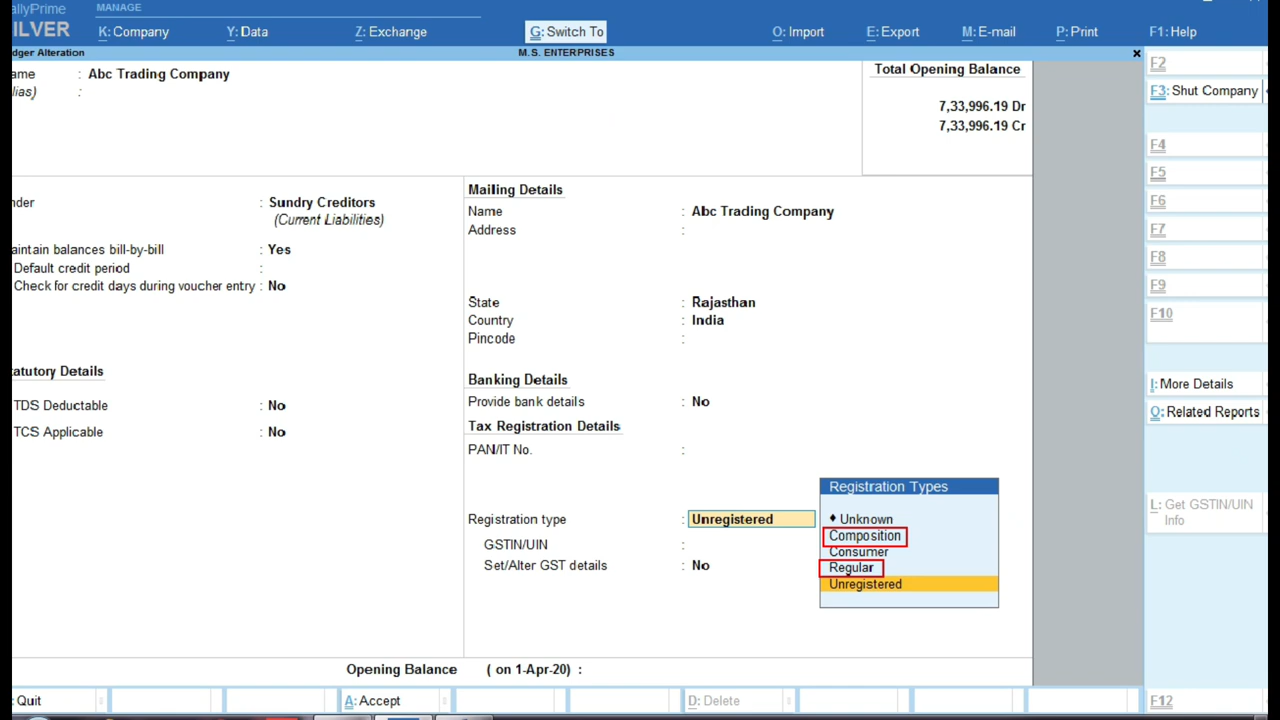 allyPrime
MANAGE
ILVER
K: Company
Y: Data
Z: Exchange
G: Switch To
O: Import
E: Export
M: E-mail
P: Print
F1: Help
dger Alteration
M.S. ENTERPRISES
x
ame : Abc Trading Company
lias) :
Total Opening Balance
7,33,996.19 Dr
7,33,996.19 Cr
nder : Sundry Creditors
(Current Liabilities)
aintain balances bill-by-bill : Yes
Default credit period :
Check for credit days during voucher entry : No
atutory Details
TDS Deductable : No
TCS Applicable : No
Mailing Details
Name : Abc Trading Company
Address :
State : Rajasthan
Country : India
Pincode :
Banking Details
Provide bank details : No
Tax Registration Details
PAN/IT No. :
Registration type : Unregistered
GSTIN/UIN :
Set/Alter GST details : No
Registration Types
♦ Unknown
Composition
Consumer
Regular
Unregistered
Opening Balance ( on 1-Apr-20) :
F2
F3: Shut Company
F4
F5
F6
F7
F8
F9
F10
I: More Details
O: Related Reports
L: Get GSTIN/UIN
Info
: Quit
A: Accept
D: Delete
F12